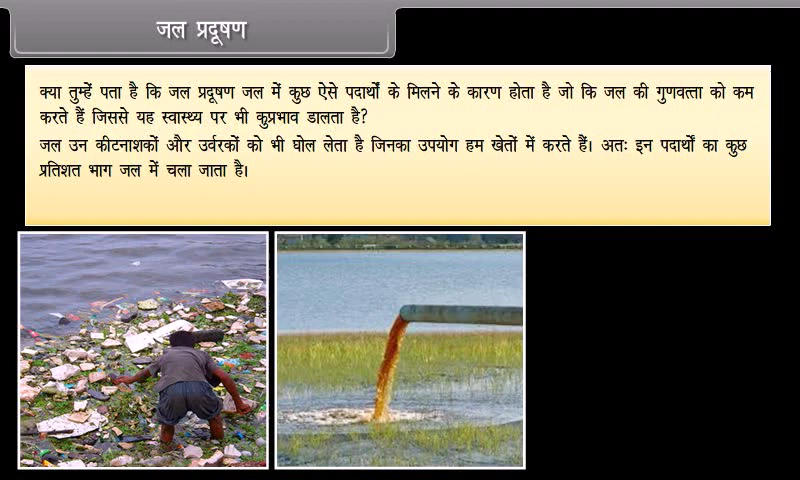 जल प्रदूषण
क्या तुम्हें पता है कि जल प्रदूषण जल में कुछ ऐसे पदार्थों के मिलने के कारण होता है जो कि जल की गुणवत्ता को कम
करते हैं जिससे यह स्वास्थ्य पर भी कुप्रभाव डालता है?
जल उन कीटनाशकों और उर्वरकों को भी घोल लेता है जिनका उपयोग हम खेतों में करते हैं। अतः इन पदार्थों का कुछ
प्रतिशत भाग जल में चला जाता है।